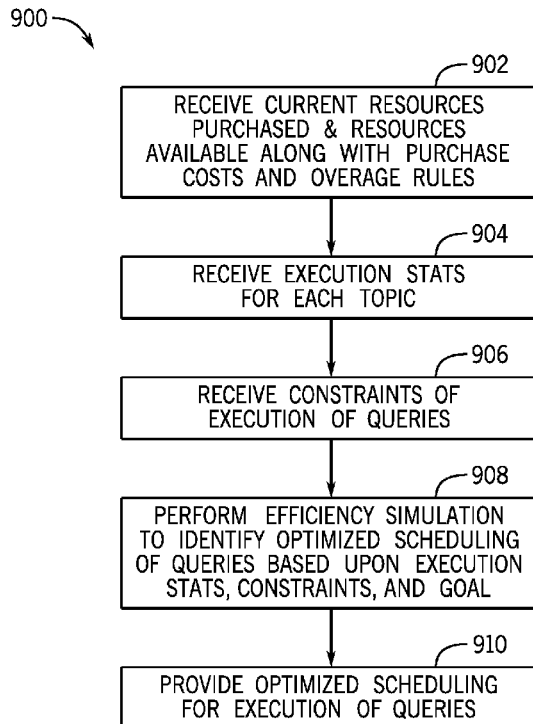 900
902
RECEIVE CURRENT RESOURCES
PURCHASED & RESOURCES
AVAILABLE ALONG WITH PURCHASE
COSTS AND OVERAGE RULES
904
RECEIVE EXECUTION STATS
FOR EACH TOPIC
906
RECEIVE CONSTRAINTS OF
EXECUTION OF QUERIES
908
PERFORM EFFICIENCY SIMULATION
TO IDENTIFY OPTIMIZED SCHEDULING
OF QUERIES BASED UPON EXECUTION
STATS, CONSTRAINTS, AND GOAL
910
PROVIDE OPTIMIZED SCHEDULING
FOR EXECUTION OF QUERIES